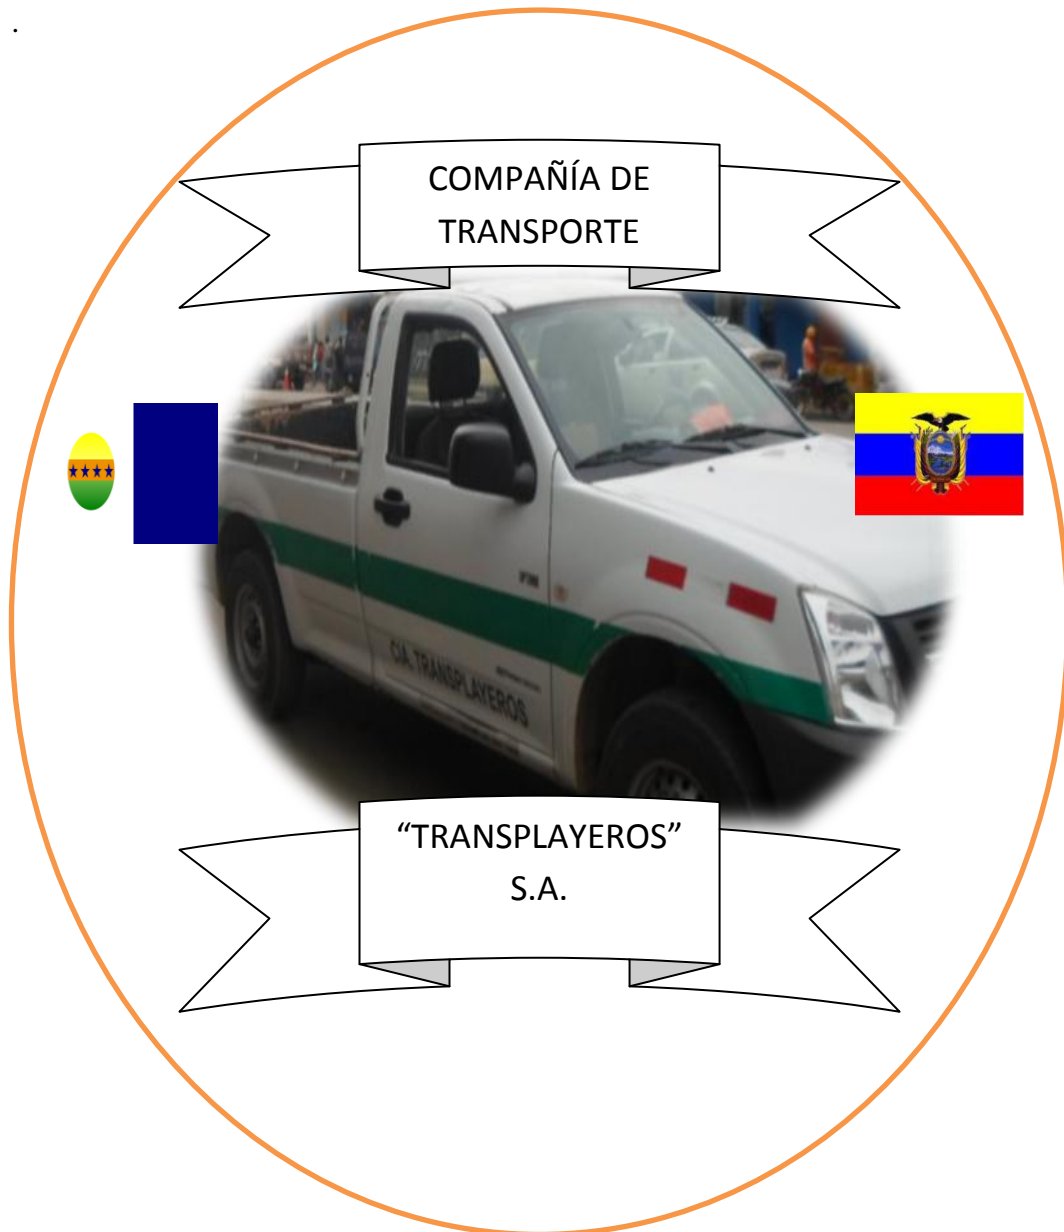 .
COMPAÑÍA DE
TRANSPORTE
CIA. TRANSPLAYEROS
“TRANSPLAYEROS”
S.A.